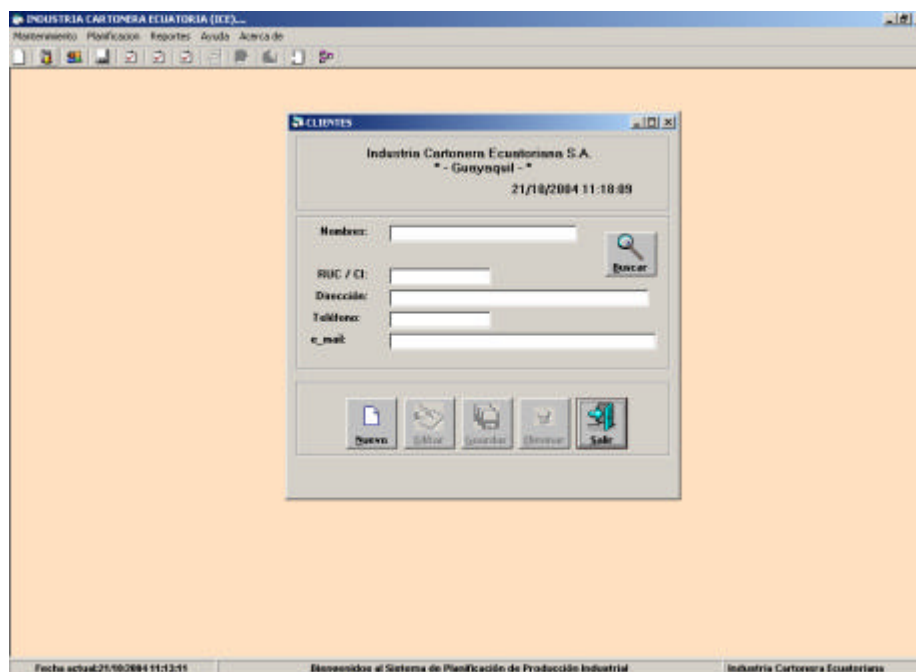 INDUSTRIA CARTONERA ECUATORIA (ICE)....
Mantenimiento Planificacion Reportes Ayuda Acerca de
CLIENTES
Industria Cartonera Ecuatoriana S.A.
* - Guayaquil - *
21/10/2004 11:18:09
Nombres:
Buscar
RUC / CI:
Dirección:
Teléfono:
e_mail:
Nuevo Editar Guardar Eliminar Salir
Fecha actual:21/10/2004 11:13:11 Bienvenidos al Sistema de Planificación de Producción Industrial Industria Cartonera Ecuatoriana